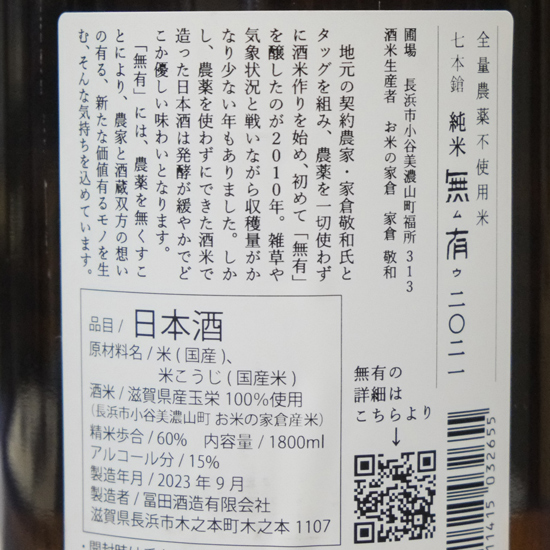 全量農薬不使用米
七本鎗 純米 無ム有ウ二〇二一
圃場　長浜市小谷美濃山町福所313
酒米生産者　お米の家倉　家倉 敬和
地元の契約農家・家倉敬和氏と
タッグを組み、農薬を一切使わず
に酒米作りを始め、初めて「無有」
を醸したのが2010年。雑草や
気象状況と戦いながら収穫量がか
なり少ない年もありました。しか
し、農薬を使わずにできた酒米で
造った日本酒は発酵が緩やかでど
こか優しい味わいとなります。
「無有」には、農薬を無くすこ
とにより、農家と酒蔵双方の想い
の有る、新たな価値有るモノを生
む。そんな気持ちを込めています。
品目 / 日本酒
原材料名 / 米 (国産)、
米こうじ (国産米)
酒米 / 滋賀県産玉栄 100%使用
(長浜市小谷美濃山町 お米の家倉産米)
精米歩合 / 60%　内容量 / 1800ml
アルコール分 / 15%
製造年月 / 2023 年 9 月
製造者 / 冨田酒造有限会社
滋賀県長浜市木之本町木之本 1107
無有の
詳細は
こちらより
↓
11415 032655